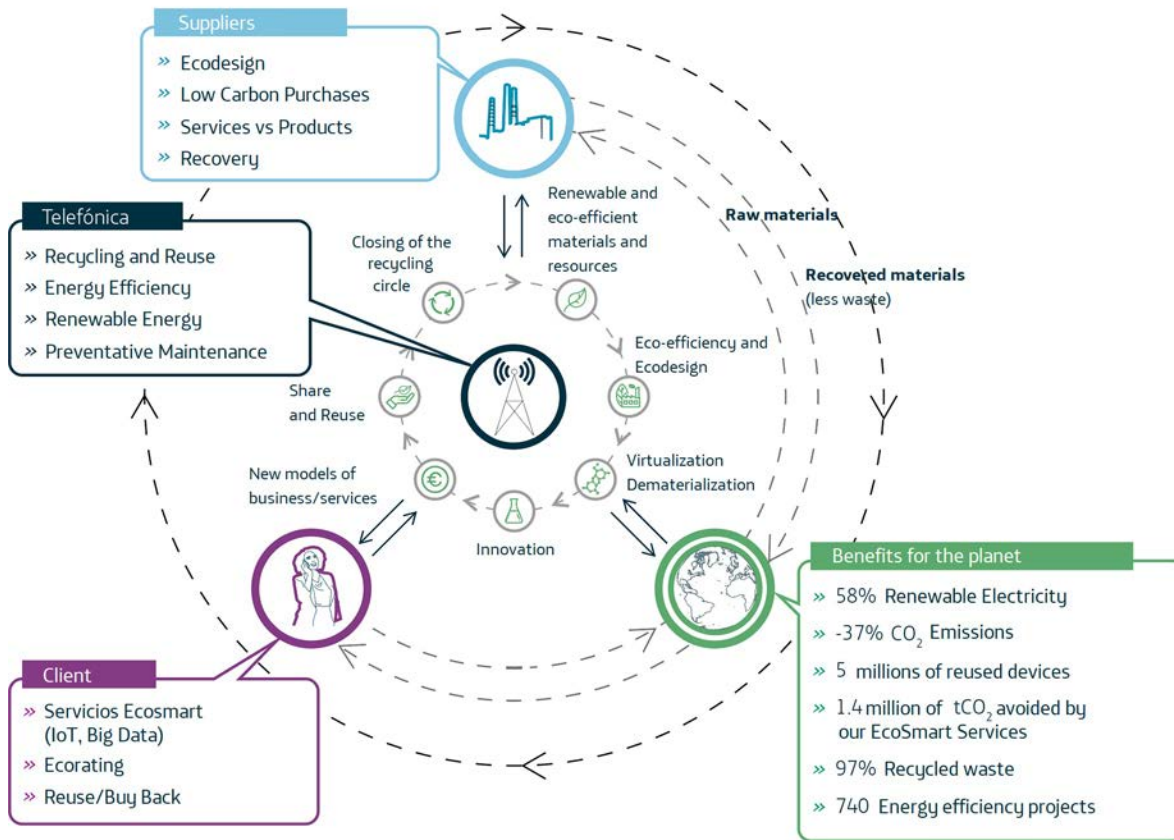 Suppliers
» Ecodesign
» Low Carbon Purchases
» Services vs Products
» Recovery
Telefónica
» Recycling and Reuse
» Energy Efficiency
» Renewable Energy
» Preventative Maintenance
Renewable and
eco-efficient
materials and
resources
Raw materials
Recovered materials
(less waste)
Closing of the
recycling
circle
Eco-efficiency and
Ecodesign
Share
and Reuse
Virtualization
Dematerialization
New models of
business/services
€
Innovation
Client
» Servicios Ecosmart
(IoT, Big Data)
» Ecorating
» Reuse/Buy Back
Benefits for the planet
» 58% Renewable Electricity
» -37% CO₂ Emissions
» 5 millions of reused devices
» 1.4 million of tCO₂ avoided by
our EcoSmart Services
» 97% Recycled waste
» 740 Energy efficiency projects